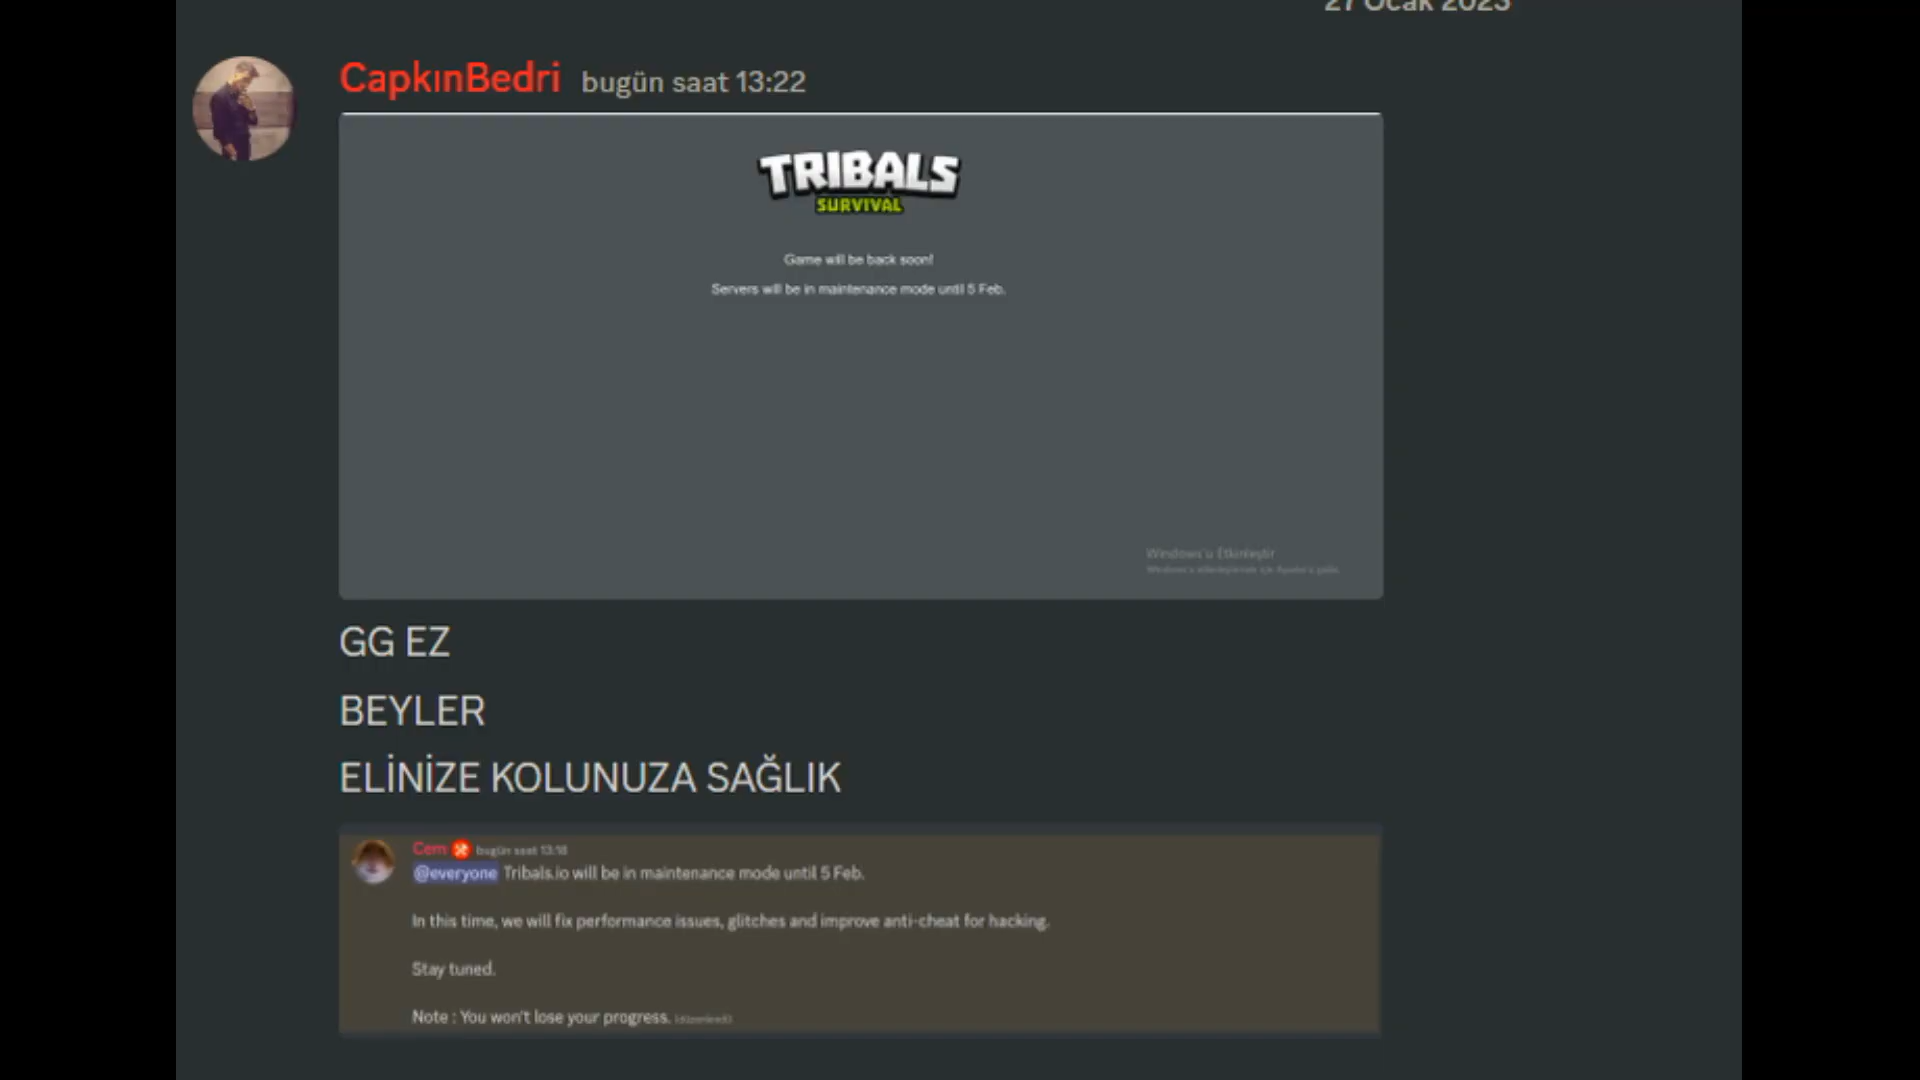 27 Ocak 2023
CapkınBedri bugün saat 13:22
TRIBALS
SURVIVAL
Game will be back soon!
Servers will be in maintenance mode until 5 Feb.
Windows'u Etkinleştir
GG EZ
BEYLER
ELİNİZE KOLUNUZA SAĞLIK
Cem bugün saat 13:18
@everyone Tribals.io will be in maintenance mode until 5 Feb.
In this time, we will fix performance issues, glitches and improve anti-cheat for hacking.
Stay tuned.
Note : You won't lose your progress. (düzenlendi)